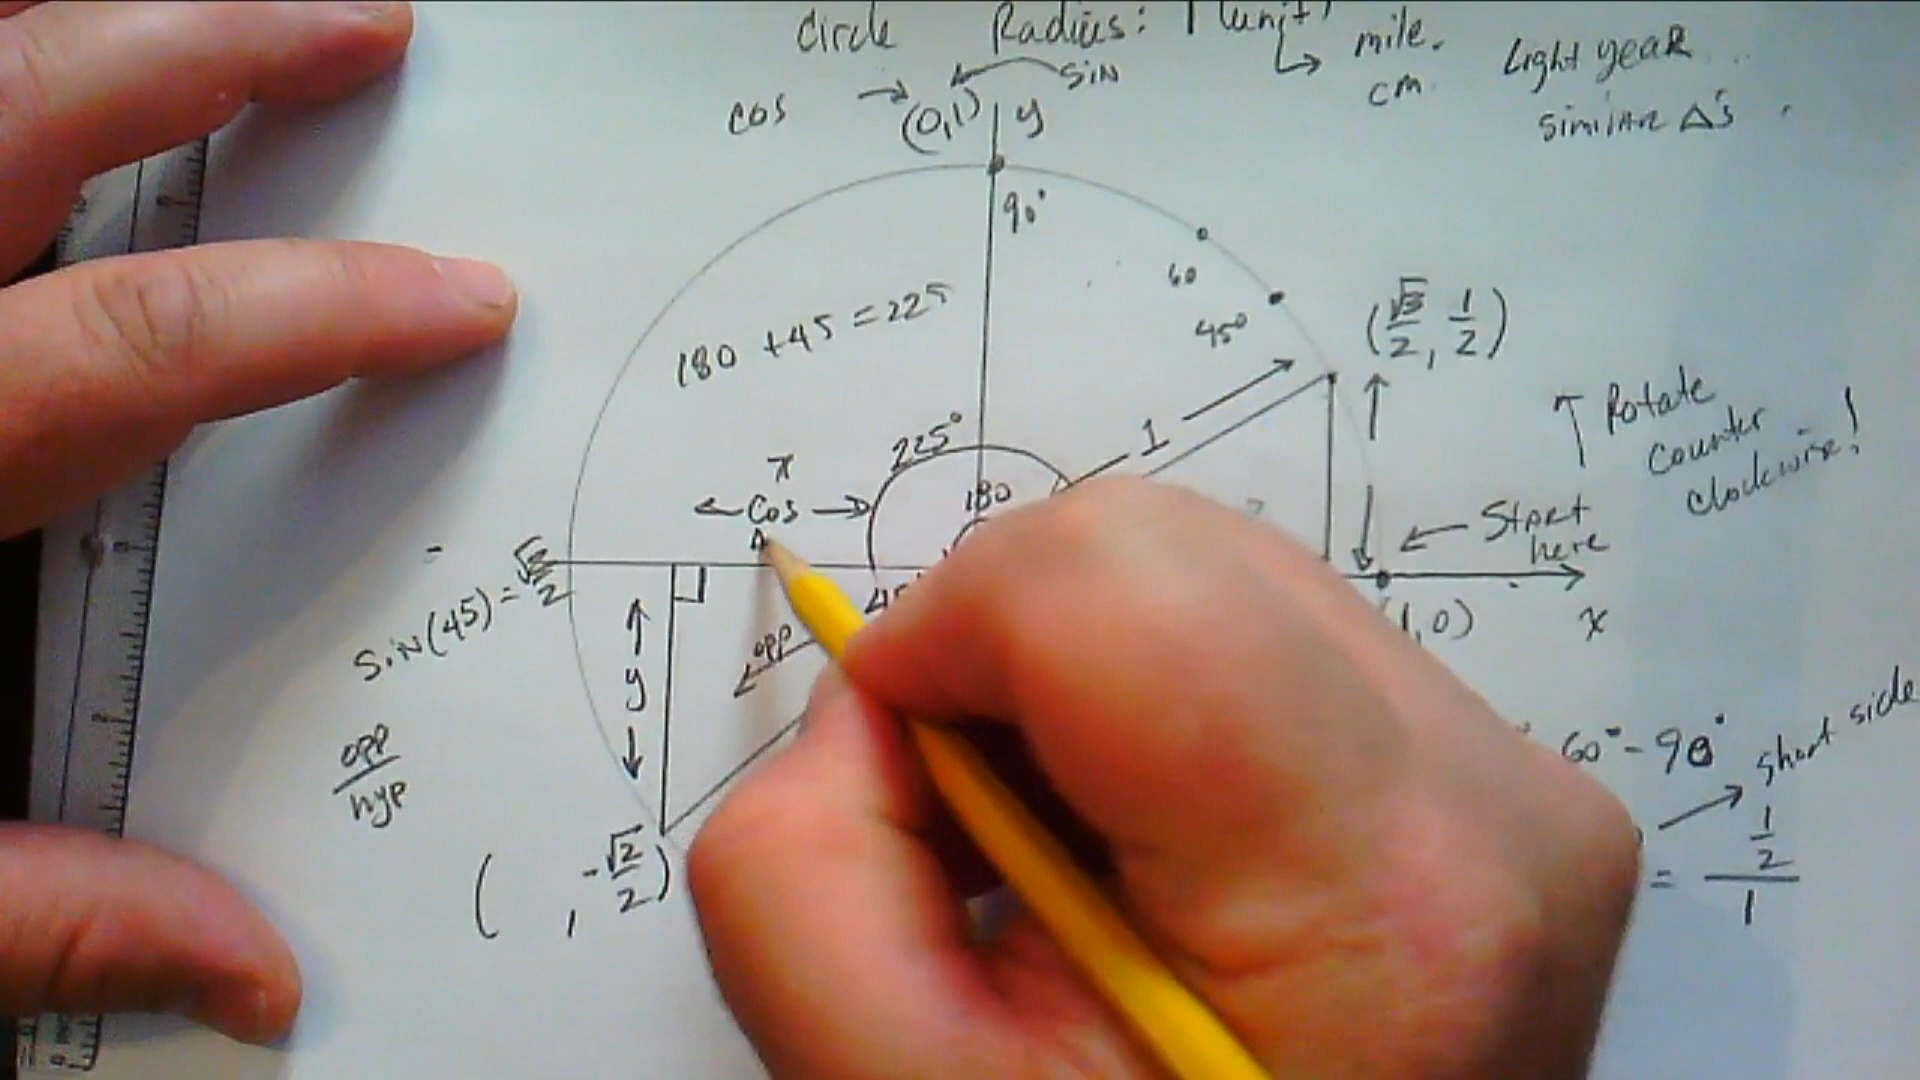 Circle Radius: 1 (unit)
mile.
cm.
Light year ...
similar Δ's.
cos → (0,1) SIN
y
90°
60
45°
(√3/2, 1/2)
180 + 45 = 225
225°
1
Rotate
Counter
Clockwise!
x
← Cos →
180
Start
here
- Sin(45) = √2/2
(1,0)
x
opp
y
opp/hyp
60° - 90°
short side
( , -√2/2)
= 1/2 / 1